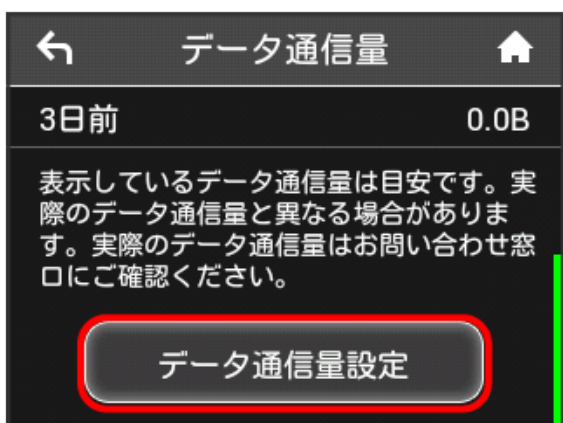 データ通信量
3日前 0.0B
表示しているデータ通信量は目安です。実
際のデータ通信量と異なる場合がありま
す。実際のデータ通信量はお問い合わせ窓
口にご確認ください。
データ通信量設定